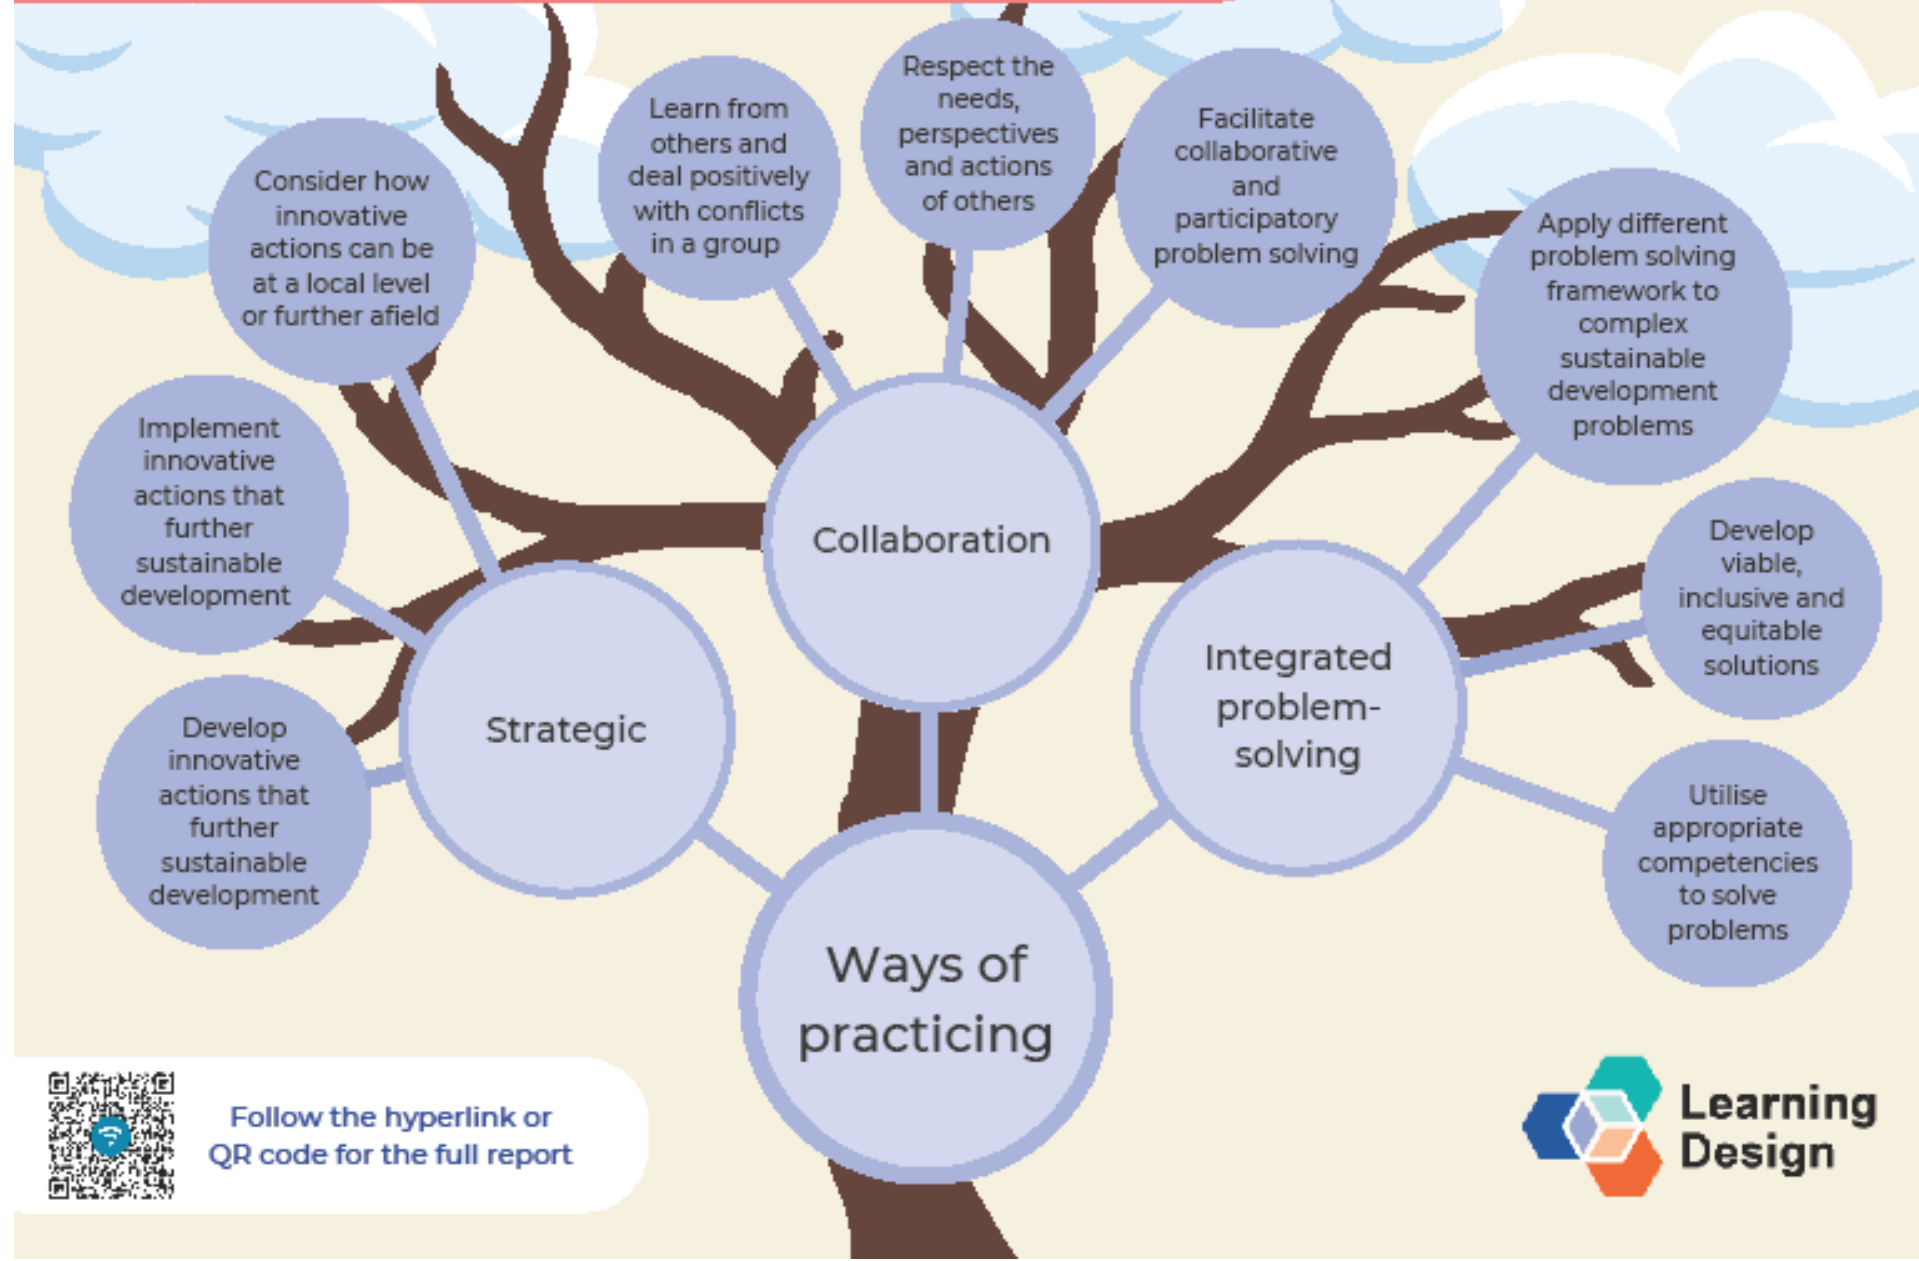 Respect the
needs,
perspectives
and actions
of others
Learn from
others and
deal positively
with conflicts
in a group
Facilitate
collaborative
and
participatory
problem solving
Consider how
innovative
actions can be
at a local level
or further afield
Apply different
problem solving
framework to
complex
sustainable
development
problems
Implement
innovative
actions that
further
sustainable
development
Develop
viable,
inclusive and
equitable
solutions
Collaboration
Strategic
Integrated
problem-
solving
Develop
innovative
actions that
further
sustainable
development
Utilise
appropriate
competencies
to solve
problems
Ways of
practicing
Follow the hyperlink or
QR code for the full report
Learning
Design